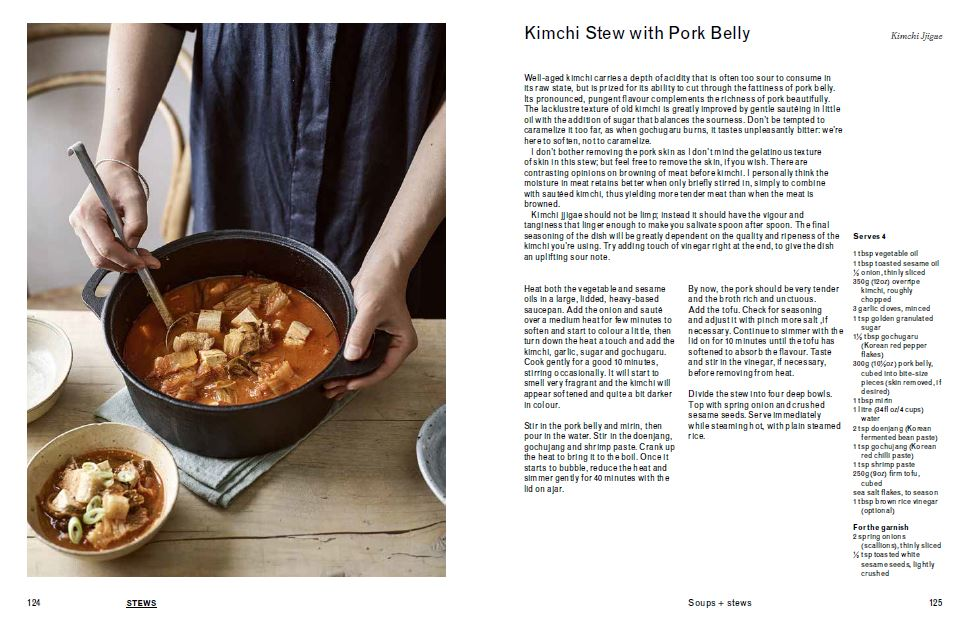 Kimchi Stew with Pork Belly
Kimchi Jjigae
Well-aged kimchi carries a depth of acidity that is often too sour to consume in
its raw state, but is prized for its ability to cut through the fattiness of pork belly.
Its pronounced, pungent flavour complements the richness of pork beautifully.
The lacklustre texture of old kimchi is greatly improved by gentle sautéing in little
oil with the addition of sugar that balances the sourness. Don't be tempted to
caramelize it too far, as when gochugaru burns, it tastes unpleasantly bitter: we're
here to soften, not to caramelize.
I don't bother removing the pork skin as I don't mind the gelatinous texture
of skin in this stew; but feel free to remove the skin, if you wish. There are
contrasting opinions on browning of meat before kimchi. I personally think the
moisture in meat retains better when only briefly stirred in, simply to combine
with sautéed kimchi, thus yielding more tender meat than when the meat is
browned.
Kimchi jjigae should not be limp; instead it should have the vigour and
tanginess that linger enough to make you salivate spoon after spoon. The final
seasoning of the dish will be greatly dependent on the quality and ripeness of the
kimchi you're using. Try adding touch of vinegar right at the end, to give the dish
an uplifting sour note.
Heat both the vegetable and sesame
oils in a large, lidded, heavy-based
saucepan. Add the onion and sauté
over a medium heat for few minutes to
soften and start to colour a little, then
turn down the heat a touch and add the
kimchi, garlic, sugar and gochugaru.
Cook gently for a good 10 minutes,
stirring occasionally. It will start to
smell very fragrant and the kimchi will
appear softened and quite a bit darker
in colour.
Stir in the pork belly and mirin, then
pour in the water. Stir in the doenjang,
gochujang and shrimp paste. Crank up
the heat to bring it to the boil. Once it
starts to bubble, reduce the heat and
simmer gently for 40 minutes with the
lid on ajar.
By now, the pork should be very tender
and the broth rich and unctuous.
Add the tofu. Check for seasoning
and adjust it with pinch more salt ,if
necessary. Continue to simmer with the
lid on for 10 minutes until the tofu has
softened to absorb the flavour. Taste
and stir in the vinegar, if necessary,
before removing from heat.
Divide the stew into four deep bowls.
Top with spring onion and crushed
sesame seeds. Serve immediately
while steaming hot, with plain steamed
rice.
Serves 4
1 tbsp vegetable oil
1 tbsp toasted sesame oil
½ onion, thinly sliced
350g (12oz) overripe
kimchi, roughly
chopped
3 garlic cloves, minced
1 tsp golden granulated
sugar
1½ tbsp gochugaru
(Korean red pepper
flakes)
300g (10½oz) pork belly,
cubed into bite-size
pieces (skin removed, if
desired)
1 tbsp mirin
1 litre (34fl oz/4 cups)
water
2 tsp doenjang (Korean
fermented bean paste)
1 tsp gochujang (Korean
red chilli paste)
1 tsp shrimp paste
250g (9oz) firm tofu,
cubed
sea salt flakes, to season
1 tbsp brown rice vinegar
(optional)
For the garnish
2 spring onions
(scallions), thinly sliced
½ tsp toasted white
sesame seeds, lightly
crushed
124
STEWS
Soups + stews
125